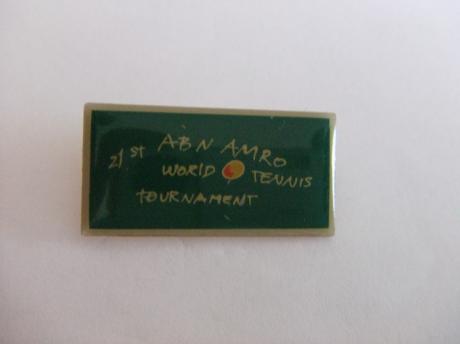 21st ABN AMRO
WORLD TENNIS
TOURNAMENT